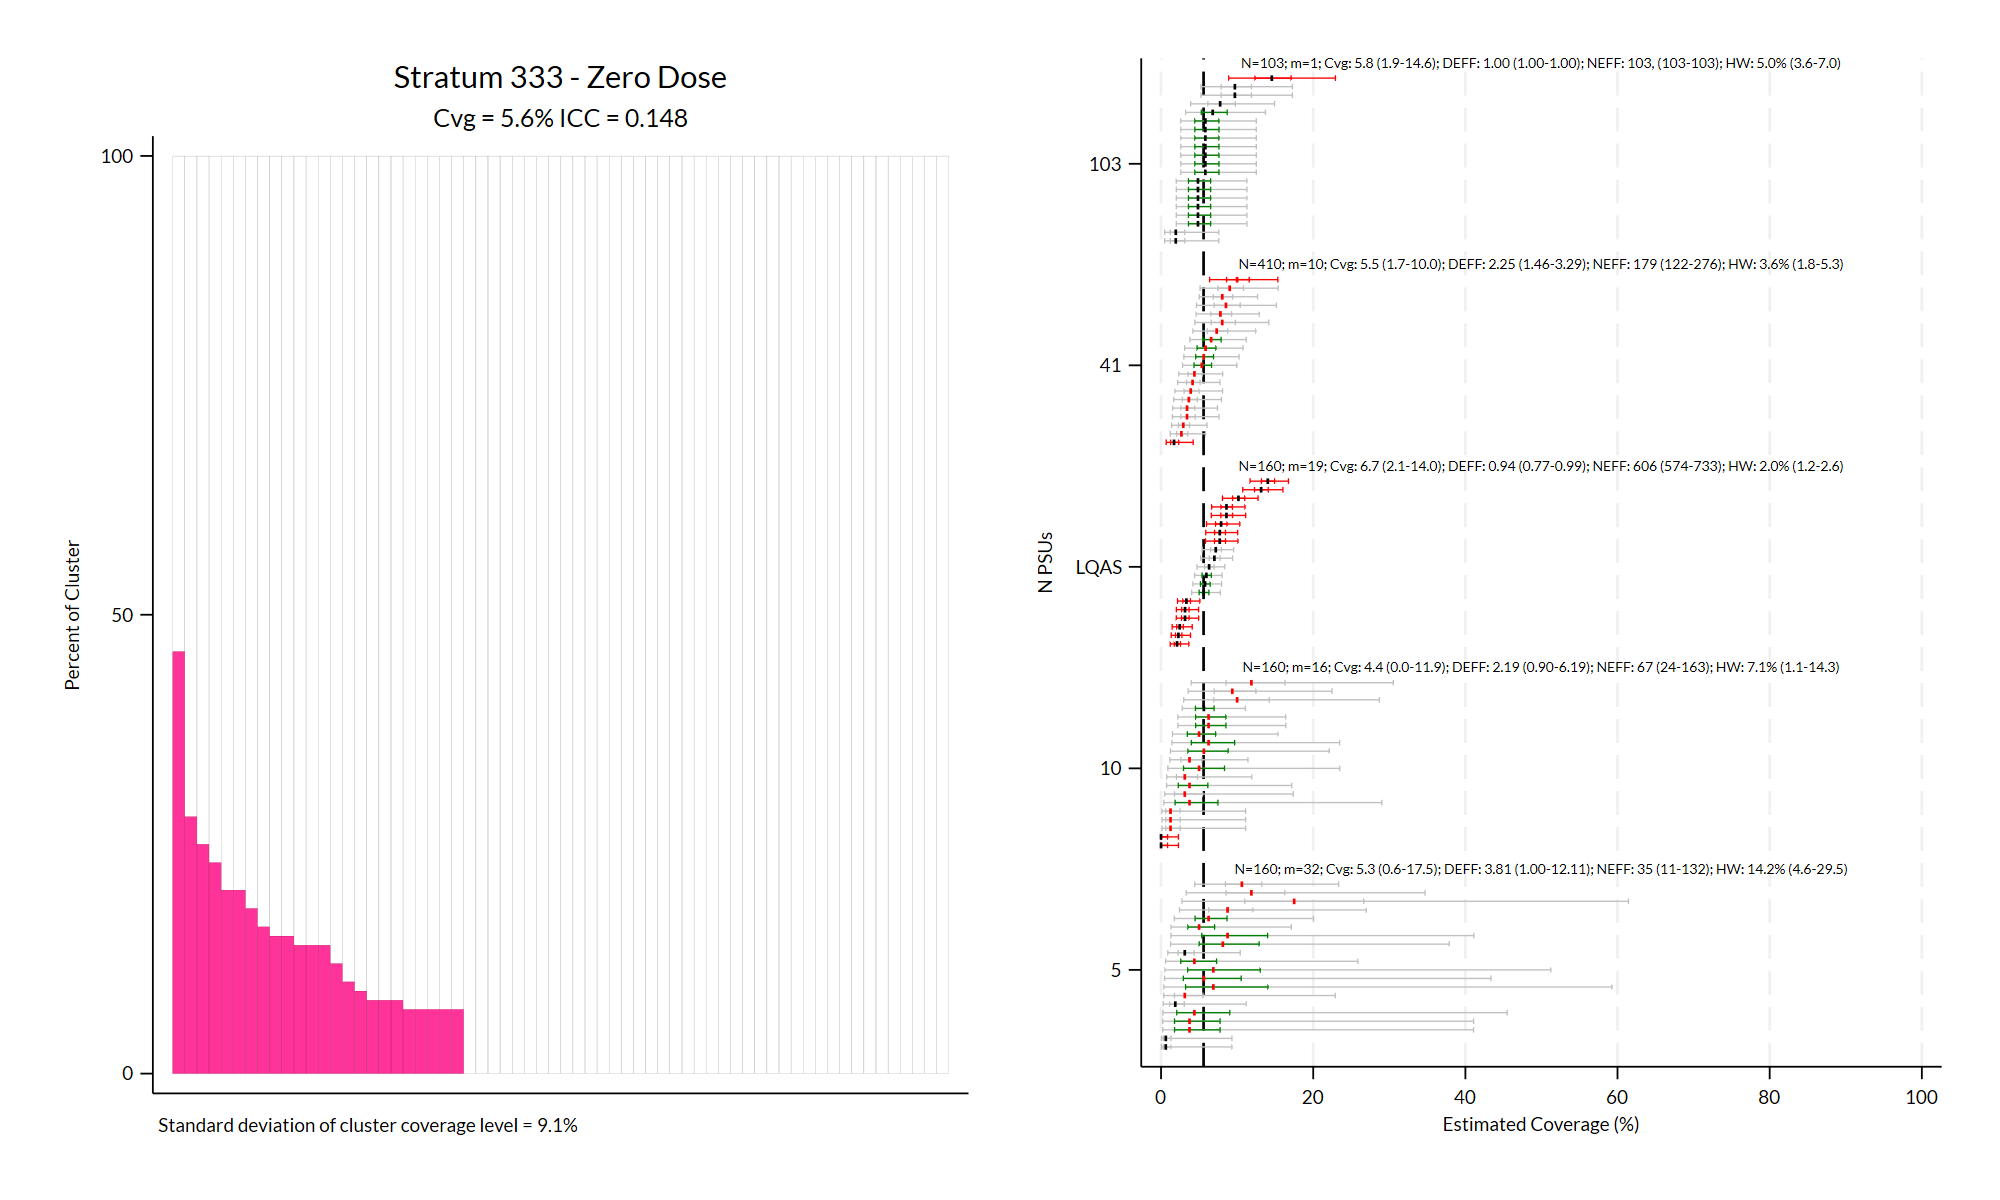 Stratum 333 - Zero Dose
Cvg = 5.6% ICC = 0.148
100
50
0
Percent of Cluster
Standard deviation of cluster coverage level = 9.1%
N=103; m=1; Cvg: 5.8 (1.9-14.6); DEFF: 1.00 (1.00-1.00); NEFF: 103, (103-103); HW: 5.0% (3.6-7.0)
103
N=410; m=10; Cvg: 5.5 (1.7-10.0); DEFF: 2.25 (1.46-3.29); NEFF: 179 (122-276); HW: 3.6% (1.8-5.3)
41
N=160; m=19; Cvg: 6.7 (2.1-14.0); DEFF: 0.94 (0.77-0.99); NEFF: 606 (574-733); HW: 2.0% (1.2-2.6)
LQAS
N=160; m=16; Cvg: 4.4 (0.0-11.9); DEFF: 2.19 (0.90-6.19); NEFF: 67 (24-163); HW: 7.1% (1.1-14.3)
10
N=160; m=32; Cvg: 5.3 (0.6-17.5); DEFF: 3.81 (1.00-12.11); NEFF: 35 (11-132); HW: 14.2% (4.6-29.5)
5
N PSUs
0 20 40 60 80 100
Estimated Coverage (%)